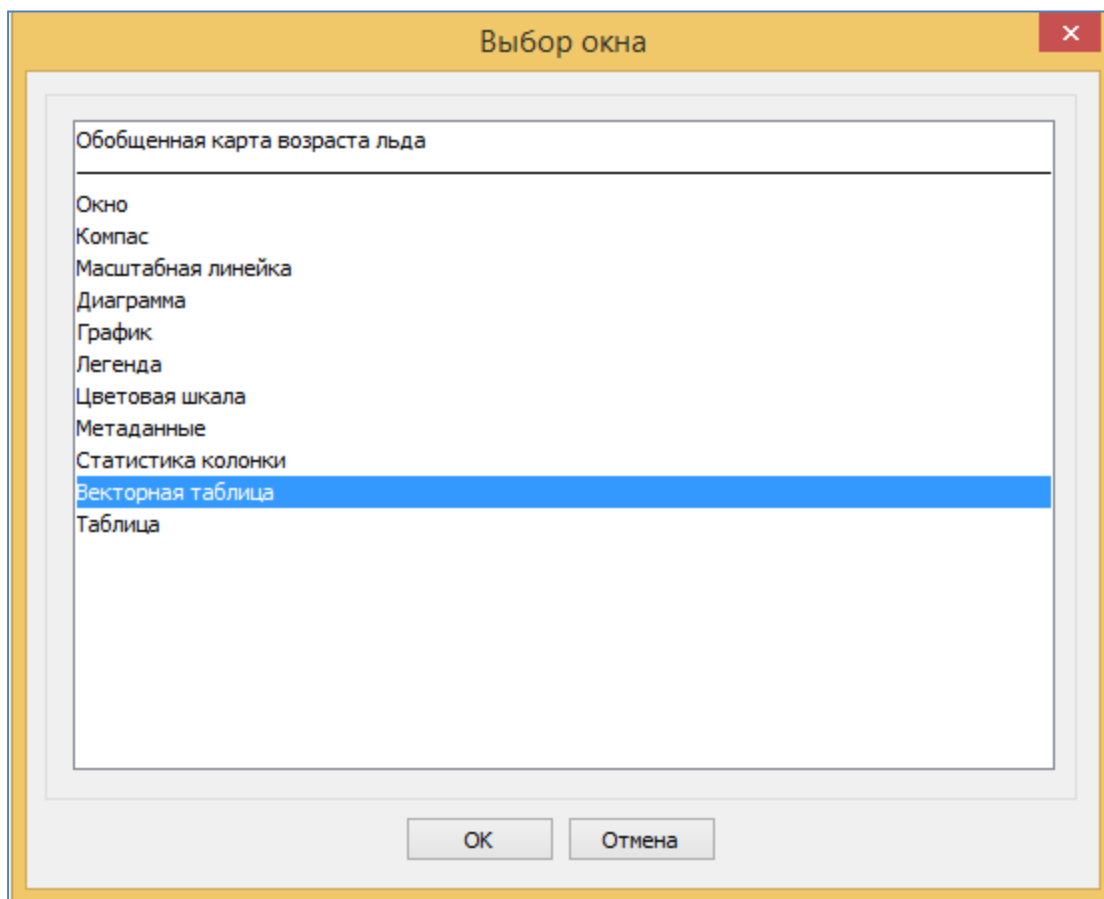 Выбор окна
Обобщенная карта возраста льда
Окно
Компас
Масштабная линейка
Диаграмма
График
Легенда
Цветовая шкала
Метаданные
Статистика колонки
Векторная таблица
Таблица
OK
Отмена